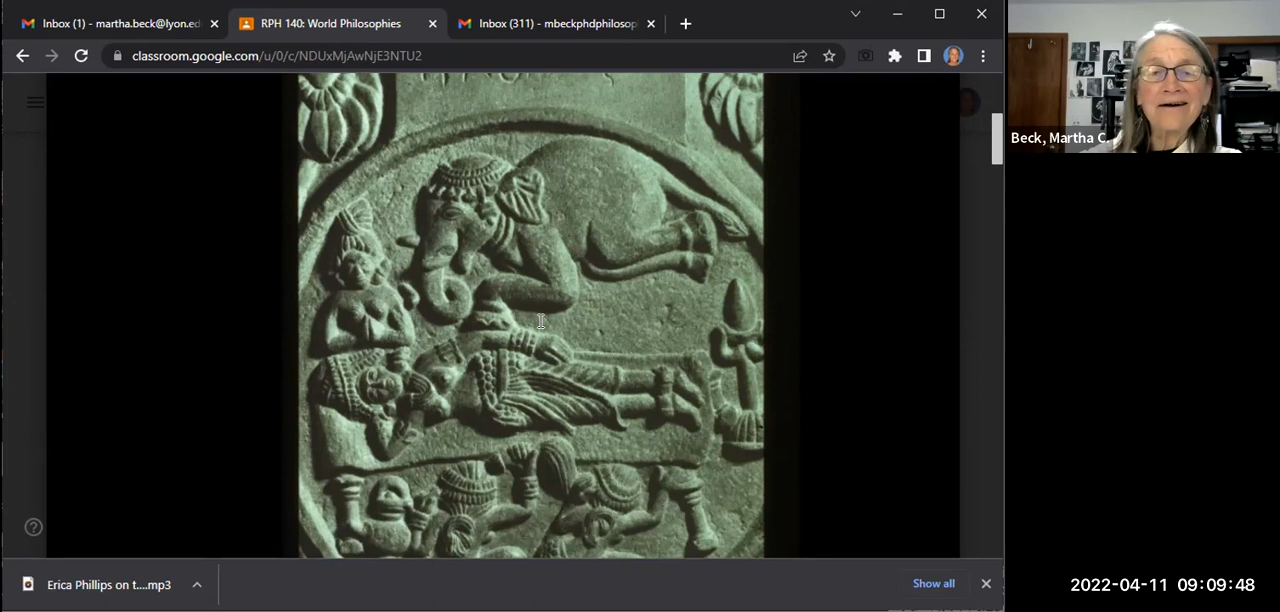 Inbox (1) - martha.beck@lyon.ed
RPH 140: World Philosophies
Inbox (311) - mbeckphdphilosop
classroom.google.com/u/0/c/NDUxMjAwNjE3NTU2
Beck, Martha C.
Erica Phillips on t....mp3
Show all
2022-04-11 09:09:48